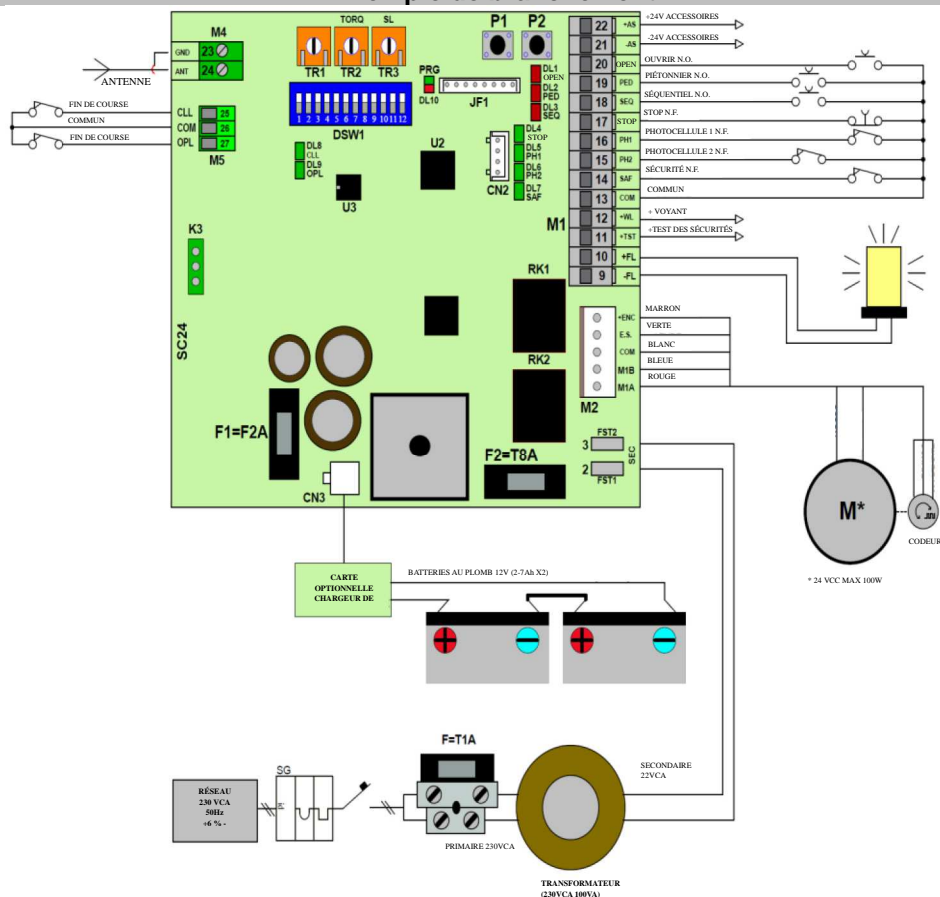 M4
GND 23
ANT 24
ANTENNE
TORQ SL
TR1 TR2 TR3
P1 P2
PRG
DL10
JF1
DL1
OPEN
DL2
PED
DL3
SEQ
DL4
STOP
DL5
PH1
DL6
PH2
DL7
SAF
CN2
1 2 3 4 5 6 7 8 9 10 11 12
DSW1
DL8
CLL
DL9
OPL
U2
U3
FIN DE COURSE
COMMUN
FIN DE COURSE
CLL 25
COM 26
OPL 27
M5
K3
SC24
M1
22 +AS +24V ACCESSOIRES
21 -AS -24V ACCESSOIRES
20 OPEN OUVRIR N.O.
19 PED PIÉTONNIER N.O.
18 SEQ SÉQUENTIEL N.O.
17 STOP STOP N.F.
16 PH1 PHOTOCELLULE 1 N.F.
15 PH2 PHOTOCELLULE 2 N.F.
14 SAF SÉCURITÉ N.F.
13 COM COMMUN
12 +WL + VOYANT
11 +TST +TEST DES SÉCURITÉS
10 +FL
9 -FL
RK1
RK2
+ENC MARRON
E.S. VERTE
COM BLANC
M1B BLEUE
M1A ROUGE
M2
F1=F2A
F2=T8A
CN3
3 FST2
2 FST1
SEC
M*
CODEUR
* 24 VCC MAX 100W
CARTE
OPTIONNELLE
CHARGEUR DE
BATTERIES AU PLOMB 12V (2-7Ah X2)
F=T1A
SG
RÉSEAU
230 VCA
50Hz
+6 % -
PRIMAIRE 230VCA
SECONDAIRE
22VCA
TRANSFORMATEUR
(230VCA 100VA)